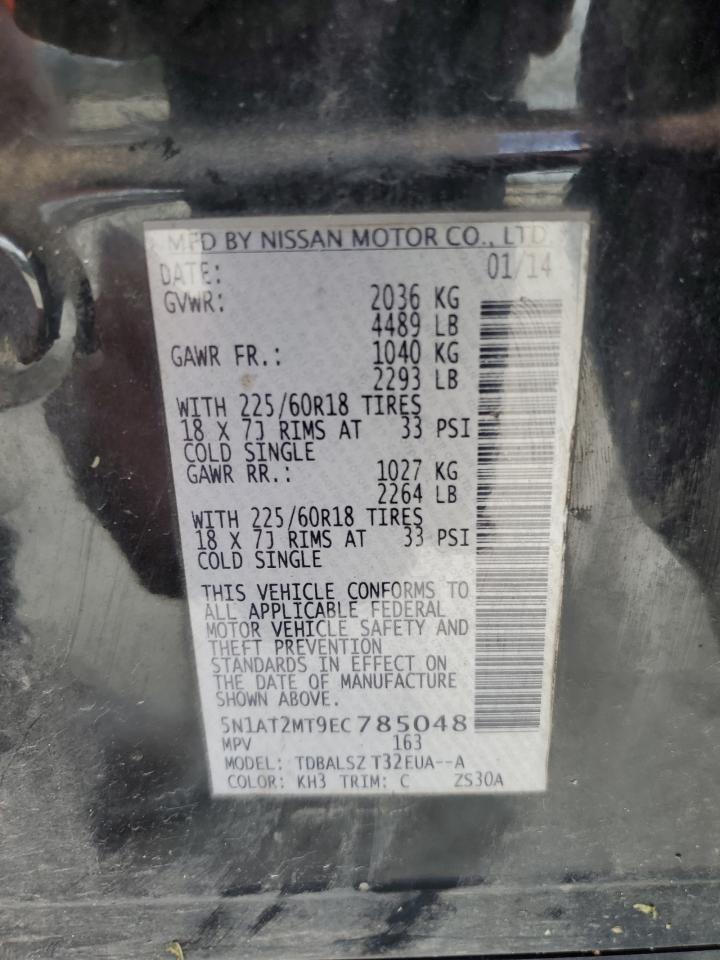 MFD BY NISSAN MOTOR CO., LTD.
DATE: 01/14
GVWR: 2036 KG
4489 LB
GAWR FR.: 1040 KG
2293 LB
WITH 225/60R18 TIRES
18 X 7J RIMS AT 33 PSI
COLD SINGLE
GAWR RR.: 1027 KG
2264 LB
WITH 225/60R18 TIRES
18 X 7J RIMS AT 33 PSI
COLD SINGLE
THIS VEHICLE CONFORMS TO
ALL APPLICABLE FEDERAL
MOTOR VEHICLE SAFETY AND
THEFT PREVENTION
STANDARDS IN EFFECT ON
THE DATE OF MANUFACTURE
SHOWN ABOVE.
5N1AT2MT9EC785048
MPV 163
MODEL: TDBALSZ T32EUA--A
COLOR: KH3 TRIM: C ZS30A